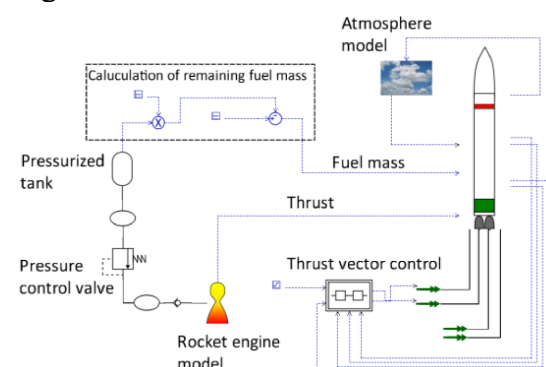 Atmosphere
model
Caluculation of remaining fuel mass
X
Pressurized
tank
Fuel mass
Thrust
Pressure
control valve
Thrust vector control
Rocket engine
model